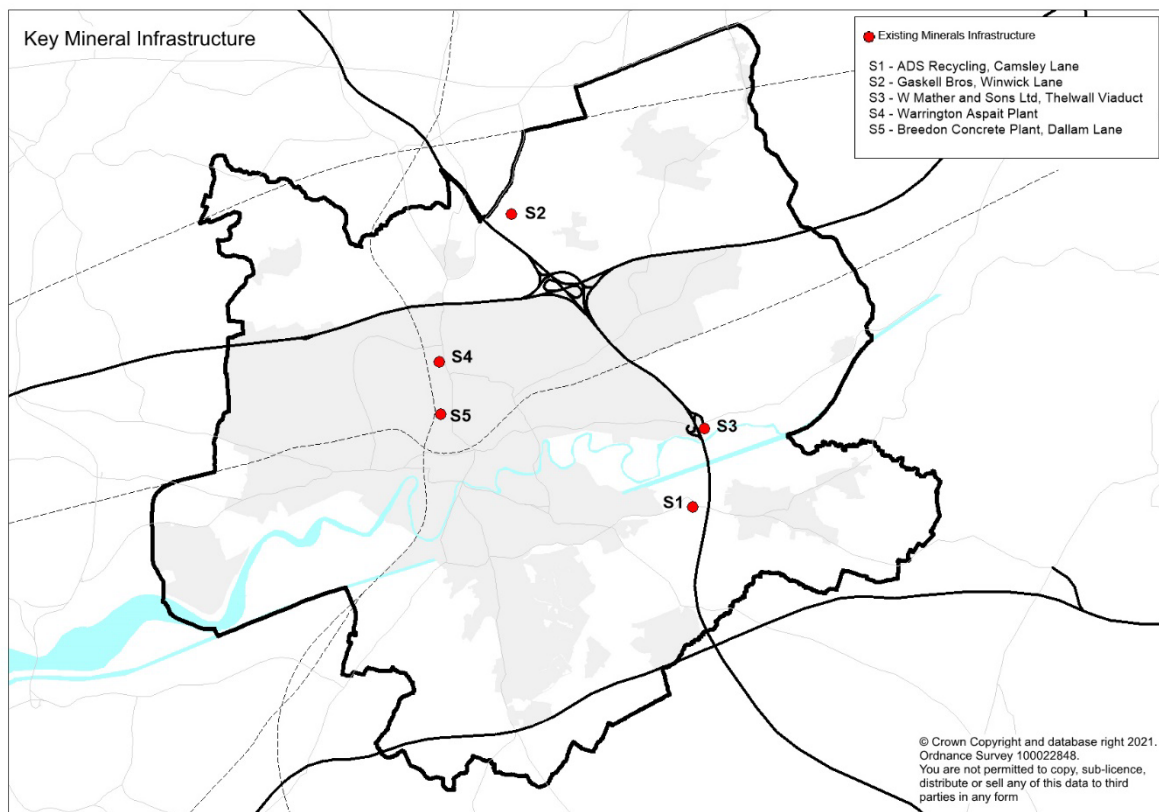 Key Mineral Infrastructure
Existing Minerals Infrastructure
S1 - ADS Recycling, Camsley Lane
S2 - Gaskell Bros, Winwick Lane
S3 - W Mather and Sons Ltd, Thelwall Viaduct
S4 - Warrington Aspait Plant
S5 - Breedon Concrete Plant, Dallam Lane
S2
S4
S5
S3
S1
© Crown Copyright and database right 2021.
Ordnance Survey 100022848.
You are not permitted to copy, sub-licence,
distribute or sell any of this data to third
parties in any form